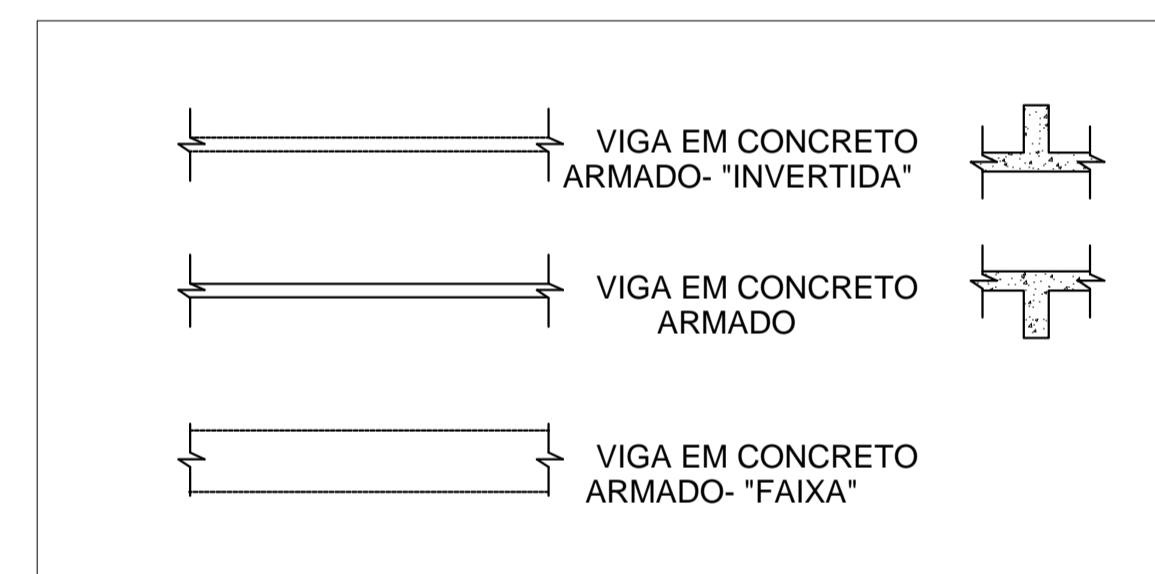 VIGA EM CONCRETO
ARMADO- "INVERTIDA"
VIGA EM CONCRETO
ARMADO
VIGA EM CONCRETO
ARMADO- "FAIXA"